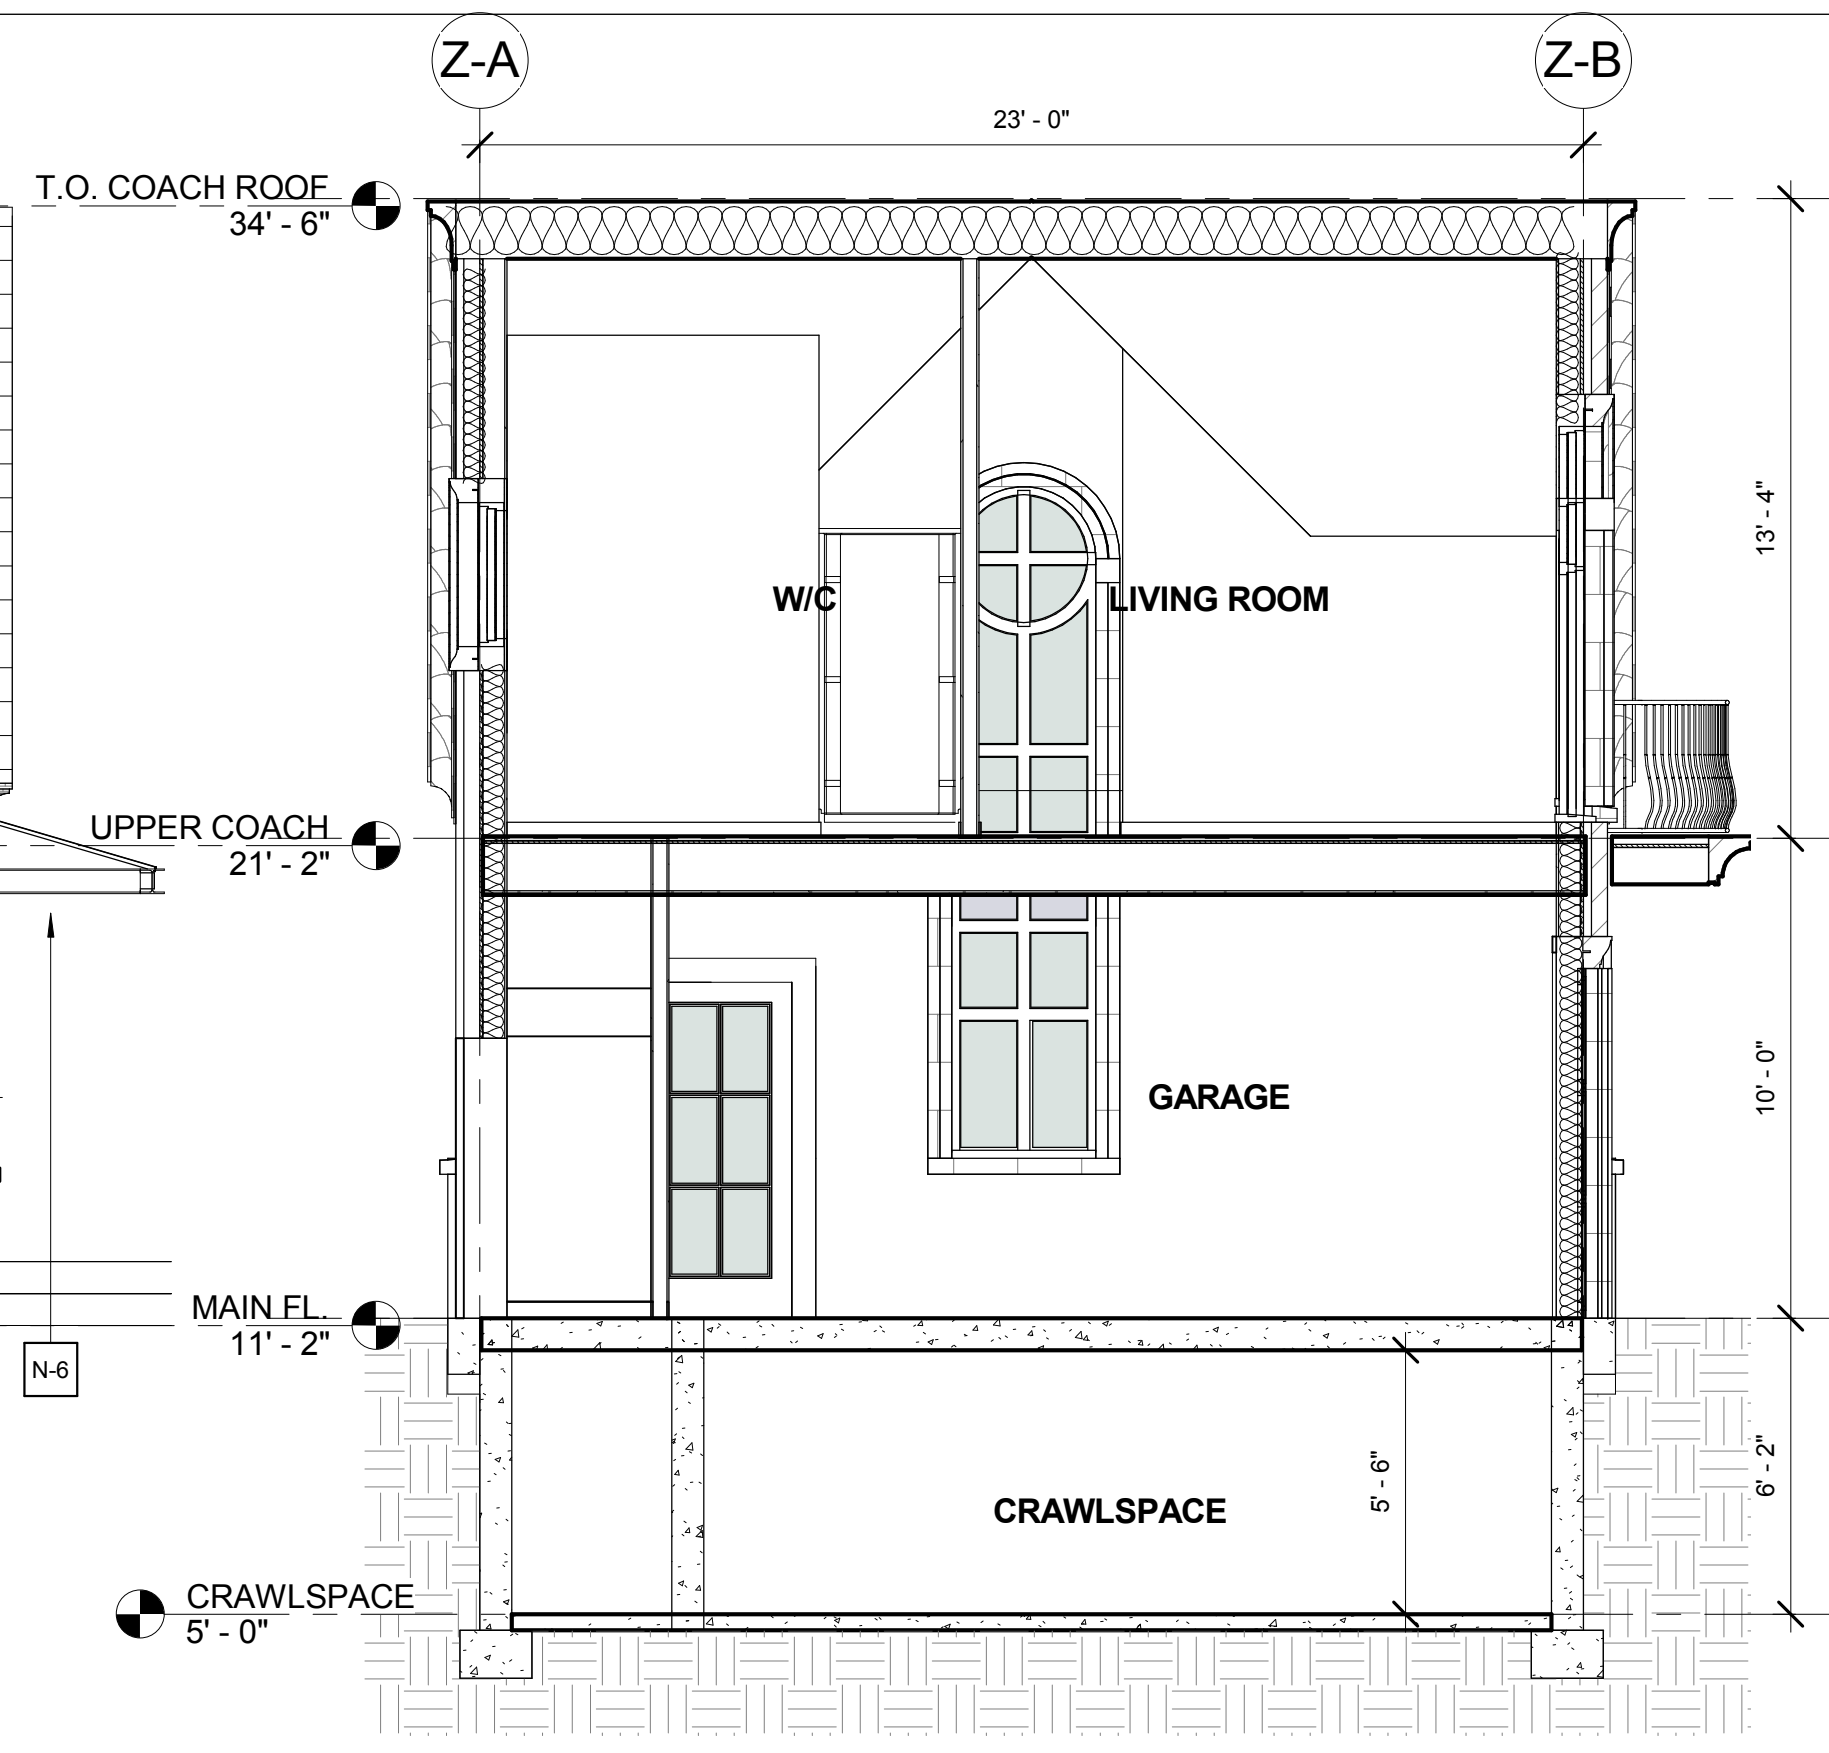 Z-A
Z-B
23' - 0"
T.O. COACH ROOF
34' - 6"
13' - 4"
W/C
LIVING ROOM
UPPER COACH
21' - 2"
10' - 0"
GARAGE
MAIN FL.
11' - 2"
N-6
5' - 6"
6' - 2"
CRAWLSPACE
CRAWLSPACE
5' - 0"